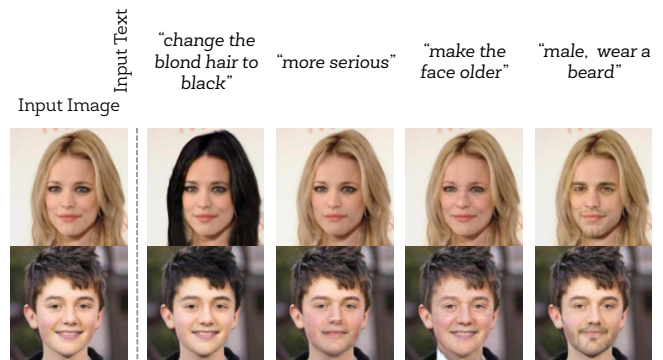 Input Text
Input Image
“change the
blond hair to
black”
“more serious”
“make the
face older”
“male, wear a
beard”